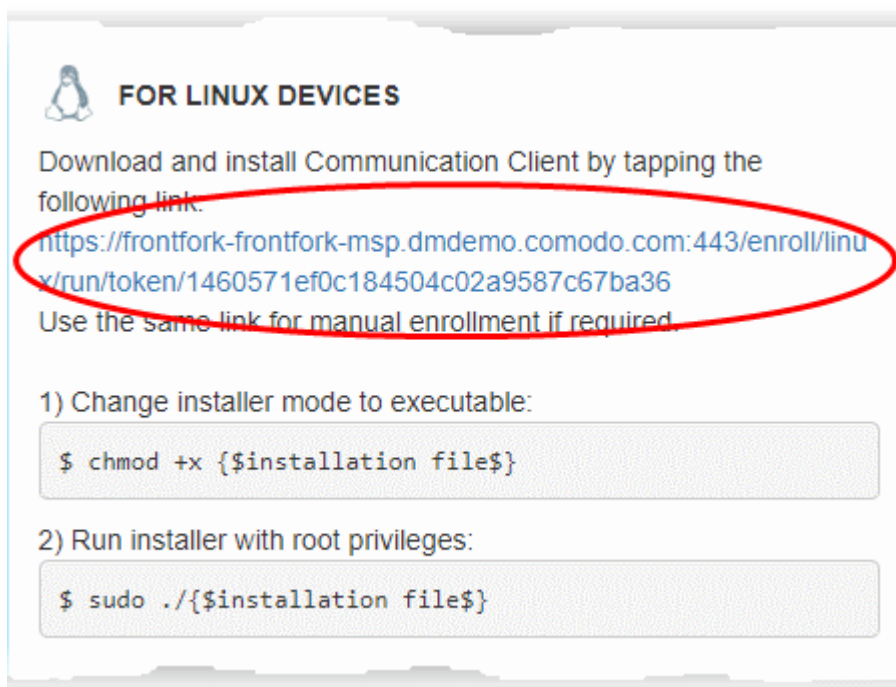 FOR LINUX DEVICES
Download and install Communication Client by tapping the
following link:
https://frontfork-frontfork-msp.dmdemo.comodo.com:443/enroll/linu
x/run/token/1460571ef0c184504c02a9587c67ba36
Use the same link for manual enrollment if required.
1) Change installer mode to executable:
$ chmod +x {$installation file$}
2) Run installer with root privileges:
$ sudo ./{$installation file$}